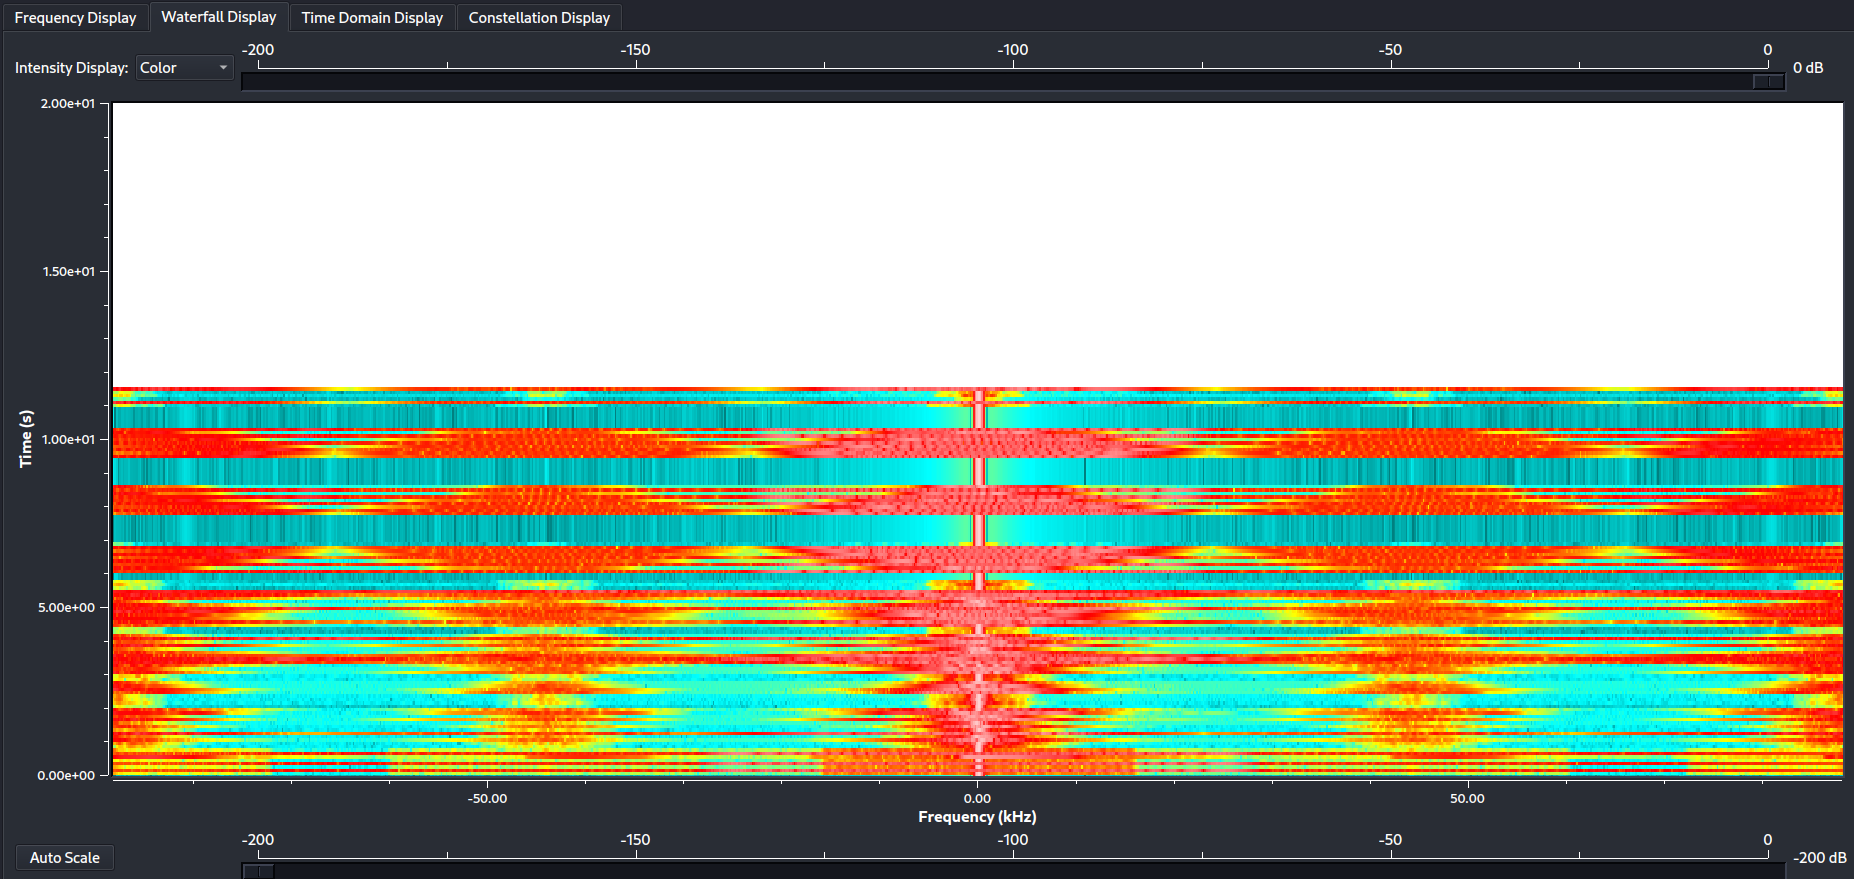 Frequency Display Waterfall Display Time Domain Display Constellation Display
-200 -150 -100 -50 0
Intensity Display: Color 0 dB
2.00e+01
1.50e+01
1.00e+01
5.00e+00
0.00e+00
Time (s)
-50.00 0.00 50.00
Frequency (kHz)
-200 -150 -100 -50 0
Auto Scale -200 dB